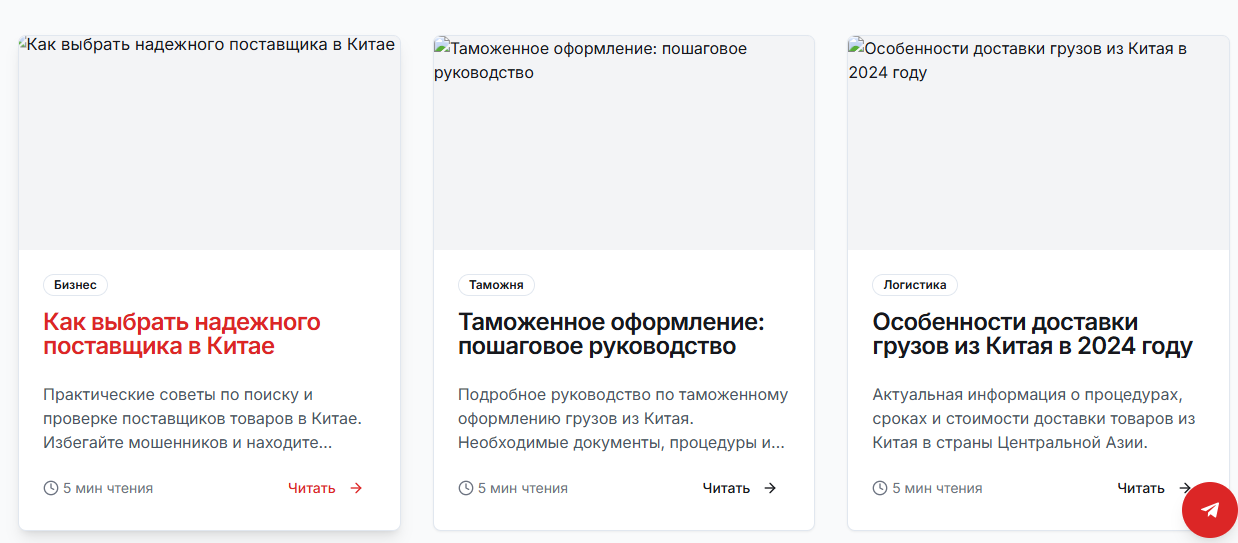 Как выбрать надежного поставщика в Китае
Таможенное оформление: пошаговое
руководство
Особенности доставки грузов из Китая в
2024 году
Бизнес
Как выбрать надежного
поставщика в Китае
Практические советы по поиску и
проверке поставщиков товаров в Китае.
Избегайте мошенников и находите...
5 мин чтения
Читать
Таможня
Таможенное оформление:
пошаговое руководство
Подробное руководство по таможенному
оформлению грузов из Китая.
Необходимые документы, процедуры и...
5 мин чтения
Читать
Логистика
Особенности доставки
грузов из Китая в 2024 году
Актуальная информация о процедурах,
сроках и стоимости доставки товаров из
Китая в страны Центральной Азии.
5 мин чтения
Читать